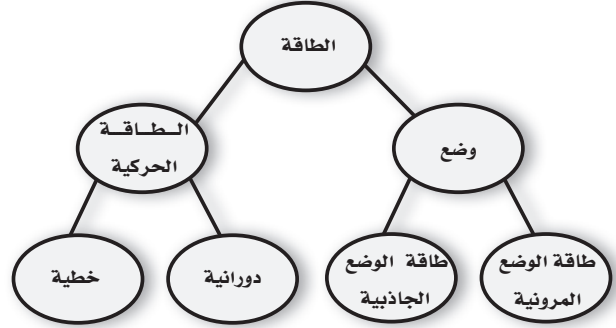 الطاقة
وضع
الطاقة
الحركية
طاقة الوضع
المرونية
طاقة الوضع
الجاذبية
دورانية
خطية